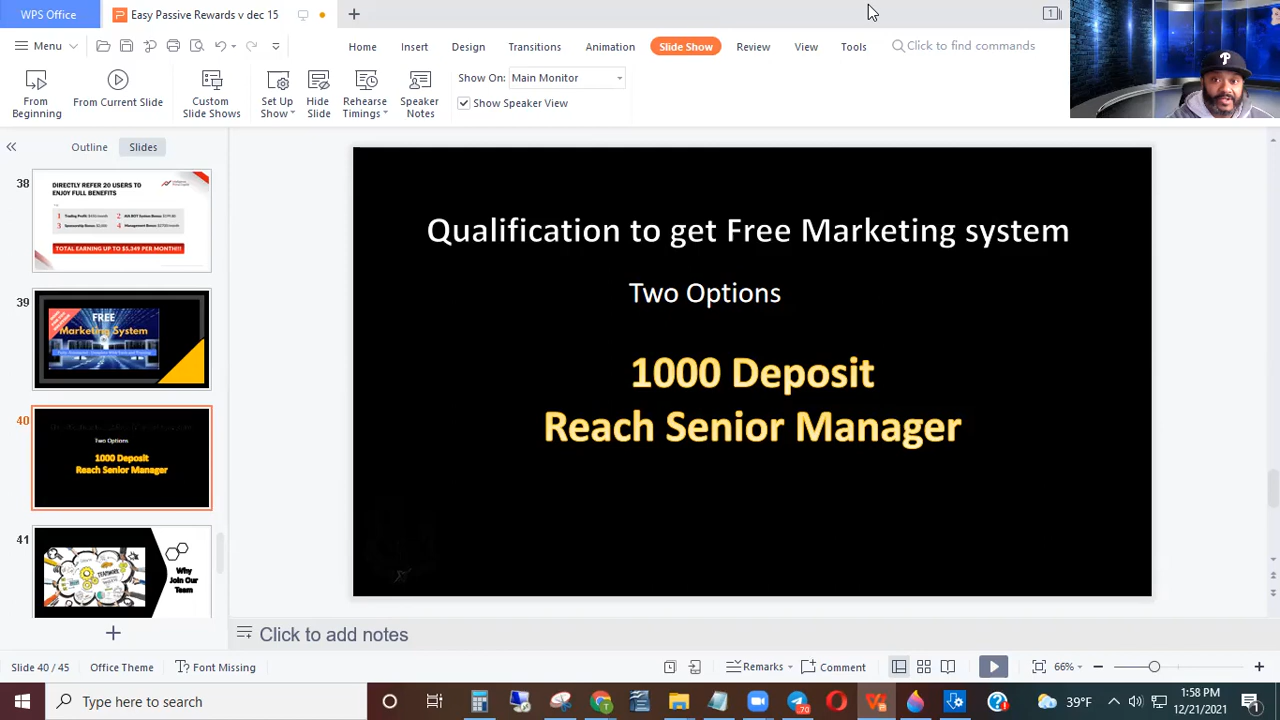 WPS Office
Easy Passive Rewards v dec 15
Menu
Home
Insert
Design
Transitions
Animation
Slide Show
Review
View
Tools
Click to find commands
From Beginning
From Current Slide
Custom Slide Shows
Set Up Show
Hide Slide
Rehearse Timings
Speaker Notes
Show On: Main Monitor
Show Speaker View
P
Outline
Slides
38
DIRECTLY REFER 20 USERS TO
ENJOY FULL BENEFITS
TOTAL EARNING UP TO $5,349 PER MONTH!!!
39
FREE
Marketing System
40
Two Options
1000 Deposit
Reach Senior Manager
41
TEAMWORK
Why
Join Our
Team
Qualification to get Free Marketing system
Two Options
1000 Deposit
Reach Senior Manager
Click to add notes
Slide 40 / 45
Office Theme
Font Missing
Remarks
Comment
66%
Type here to search
70
39°F
1:58 PM
12/21/2021
1